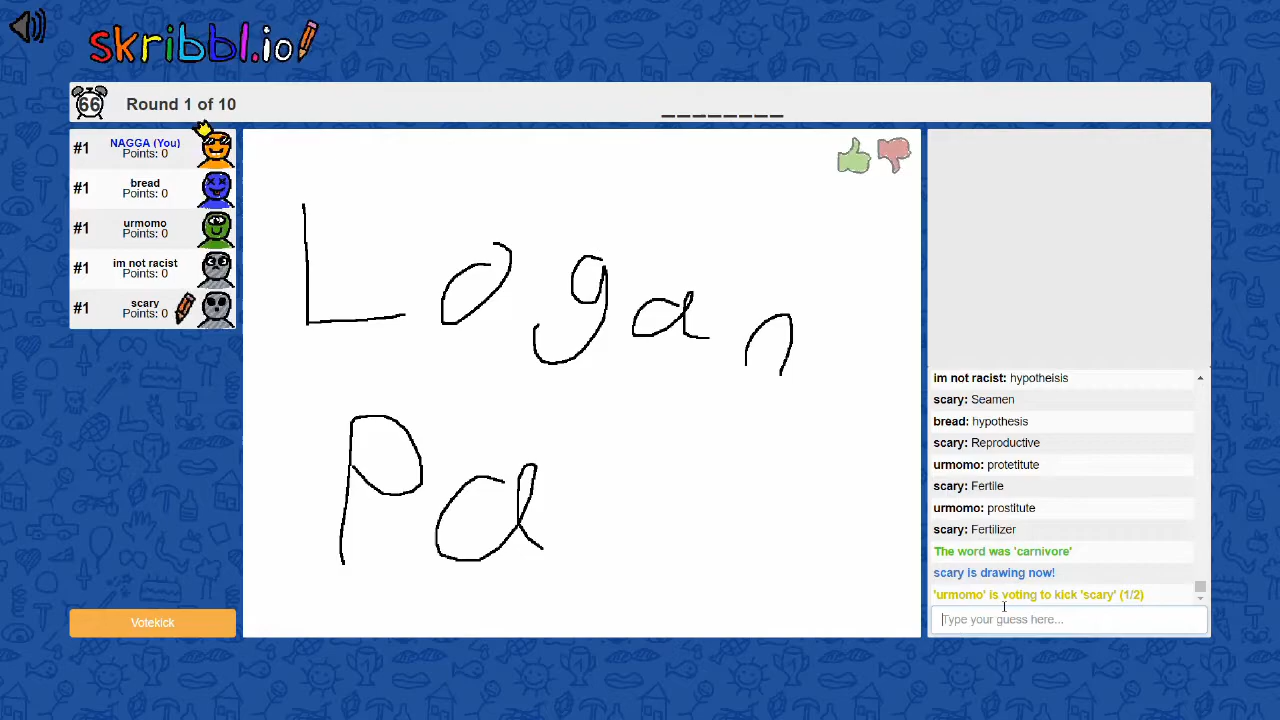 skribbl.io
66
Round 1 of 10
_ _ _ _ _ _ _ _
#1
NAGGA (You)
Points: 0
#1
bread
Points: 0
#1
urmomo
Points: 0
#1
im not racist
Points: 0
#1
scary
Points: 0
Votekick
Logan
Pa
im not racist: hypotheisis
scary: Seamen
bread: hypothesis
scary: Reproductive
urmomo: protetitute
scary: Fertile
urmomo: prostitute
scary: Fertilizer
The word was 'carnivore'
scary is drawing now!
'urmomo' is voting to kick 'scary' (1/2)
Type your guess here...